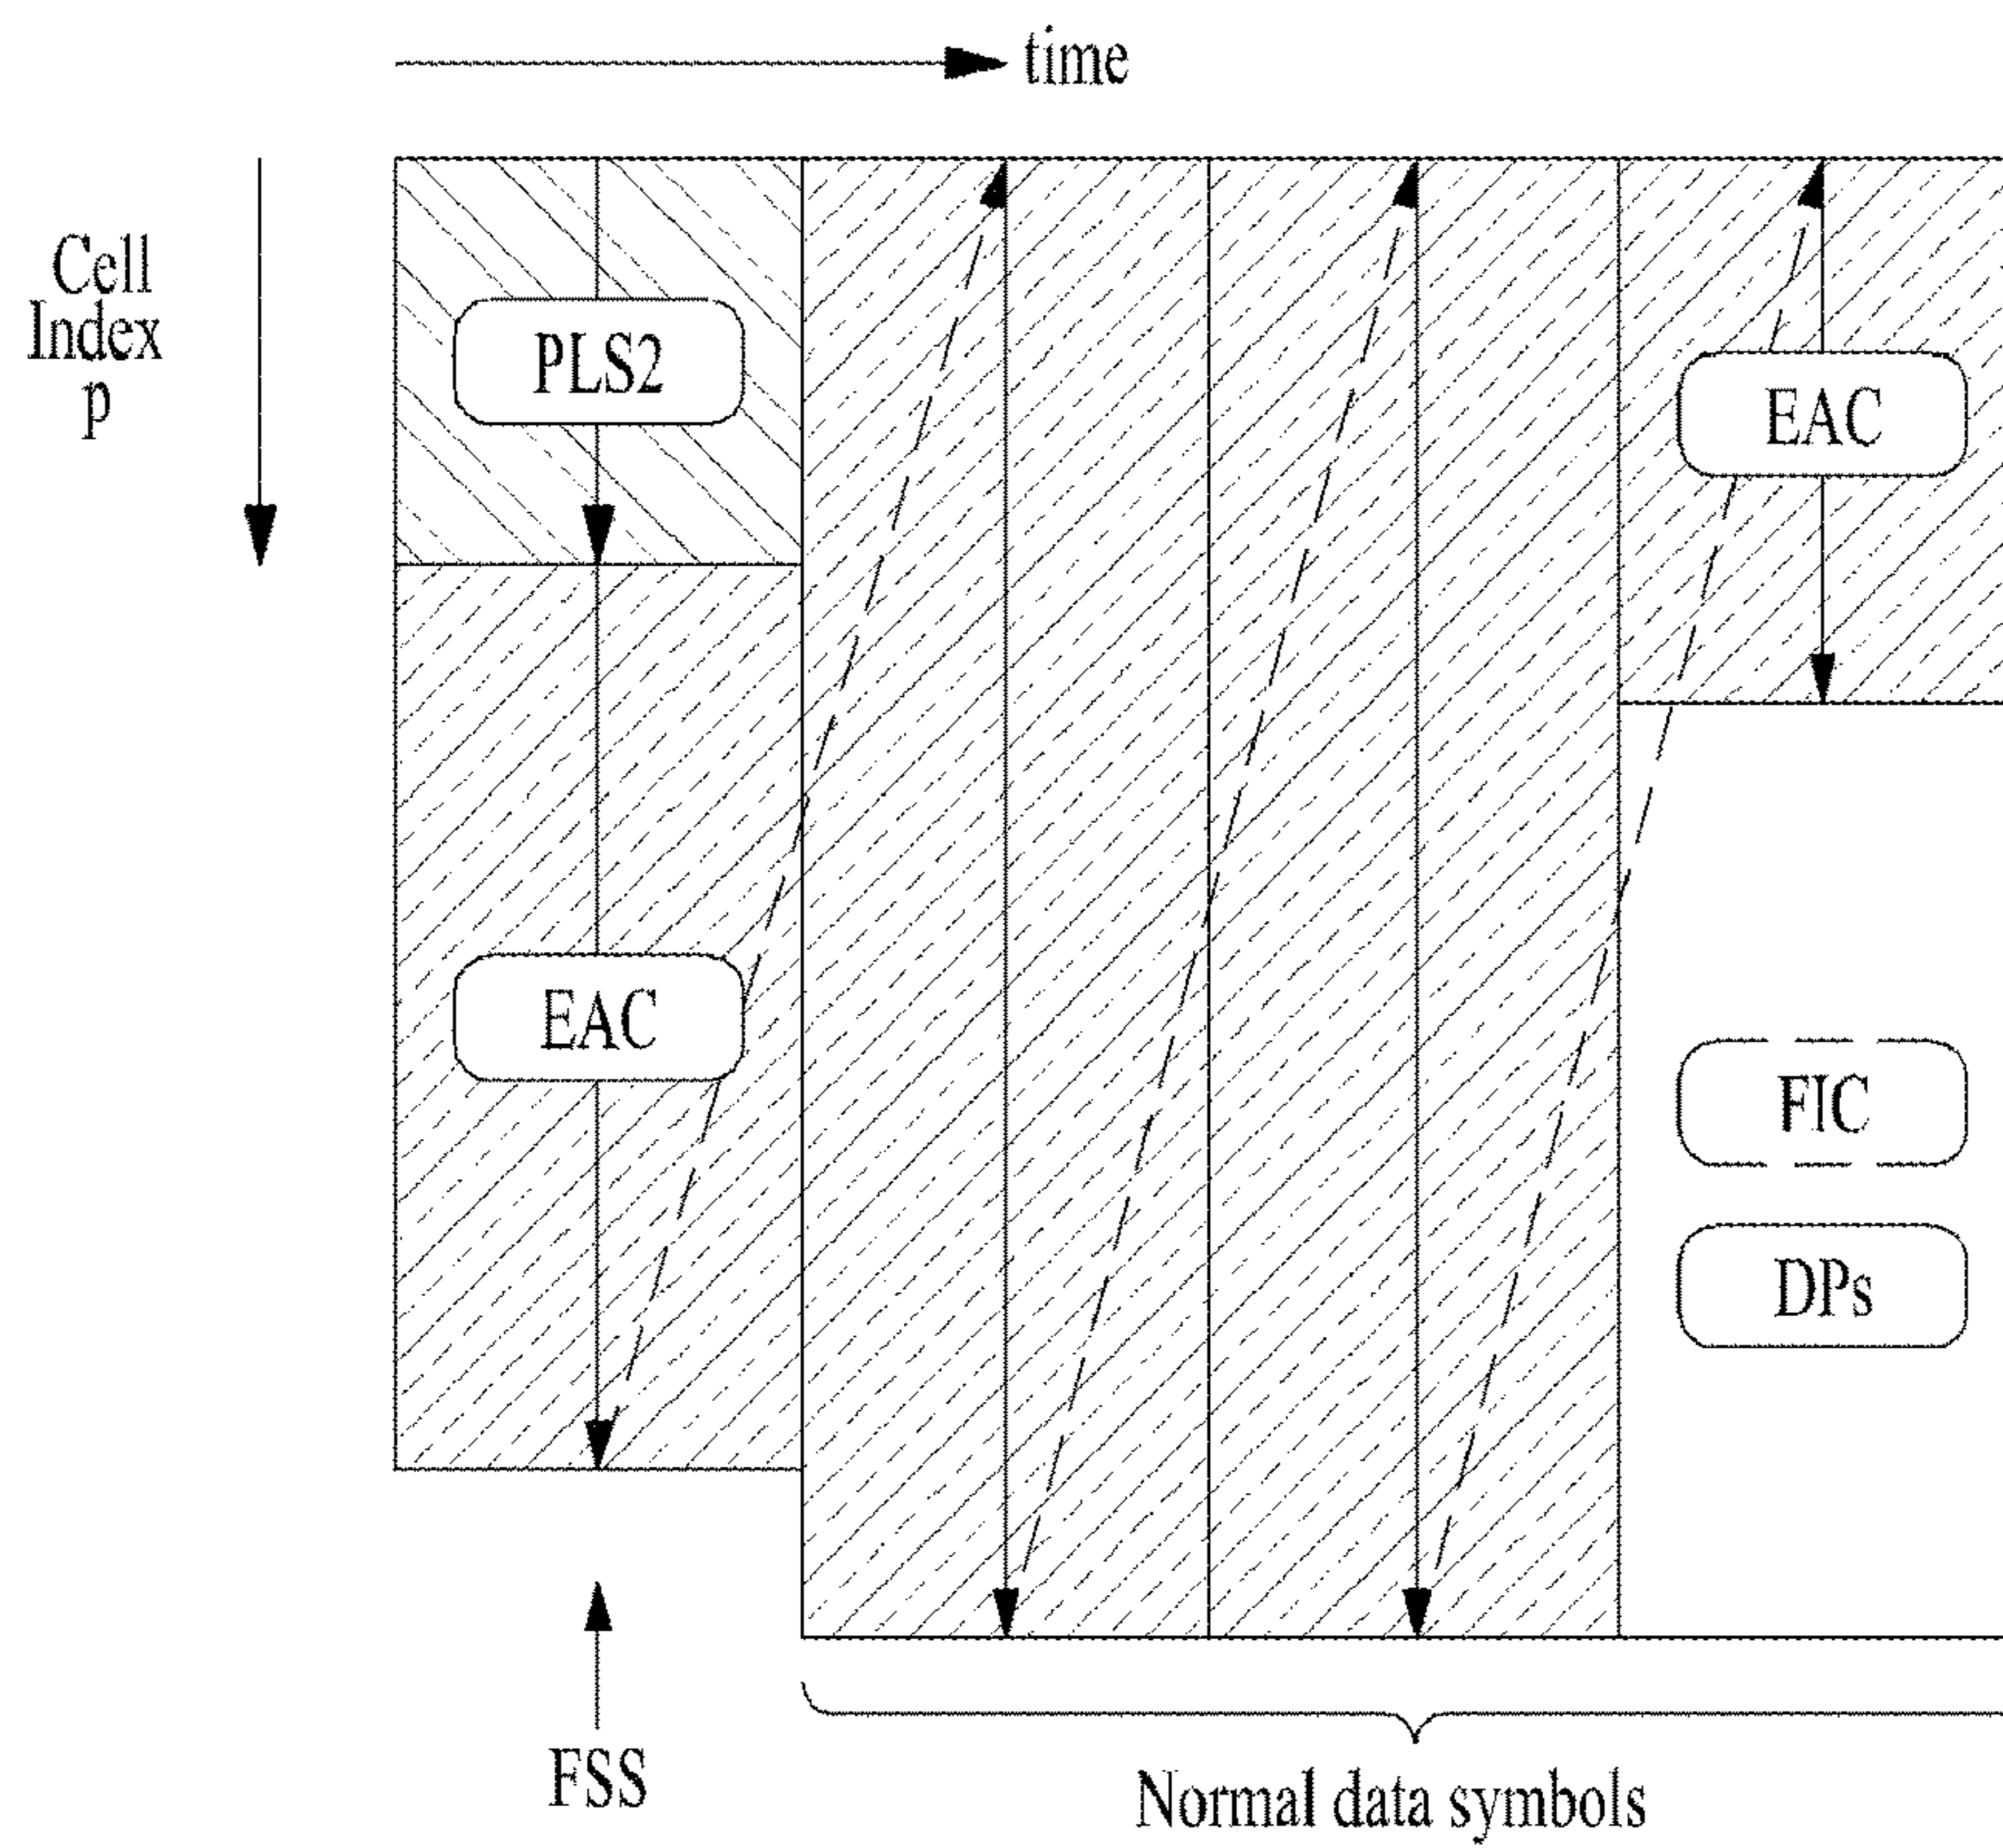 time
Cell
Index
p
PLS2
EAC
EAC
FIC
DPs
FSS
Normal data symbols